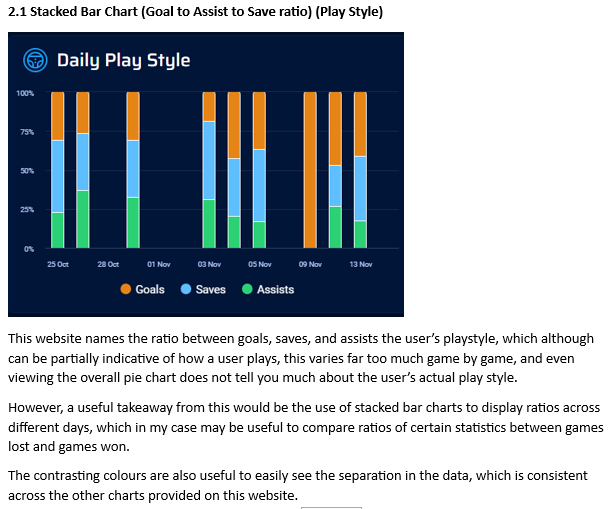 2.1 Stacked Bar Chart (Goal to Assist to Save ratio) (Play Style)
Daily Play Style
100%
75%
50%
25%
0%
25 Oct 28 Oct 01 Nov 03 Nov 05 Nov 09 Nov 13 Nov
Goals Saves Assists
This website names the ratio between goals, saves, and assists the user's playstyle, which although
can be partially indicative of how a user plays, this varies far too much game by game, and even
viewing the overall pie chart does not tell you much about the user's actual play style.
However, a useful takeaway from this would be the use of stacked bar charts to display ratios across
different days, which in my case may be useful to compare ratios of certain statistics between games
lost and games won.
The contrasting colours are also useful to easily see the separation in the data, which is consistent
across the other charts provided on this website.